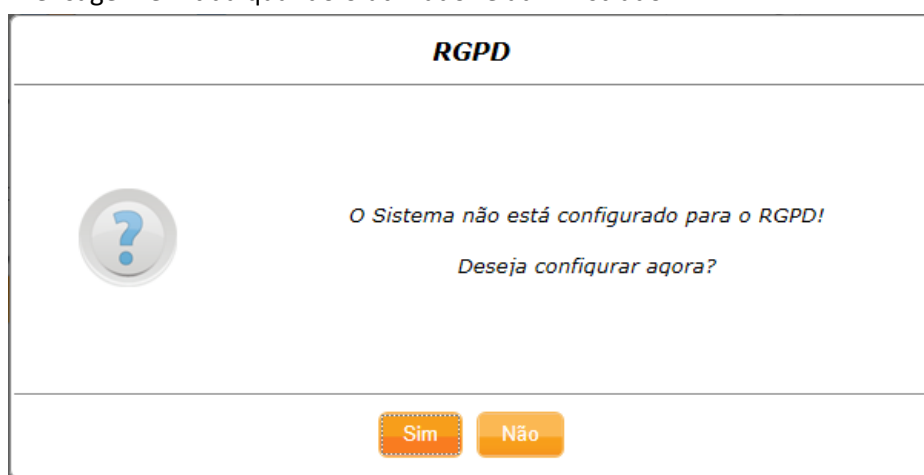 RGPD
O Sistema não está configurado para o RGPD!
Deseja configurar agora?
Sim
Não